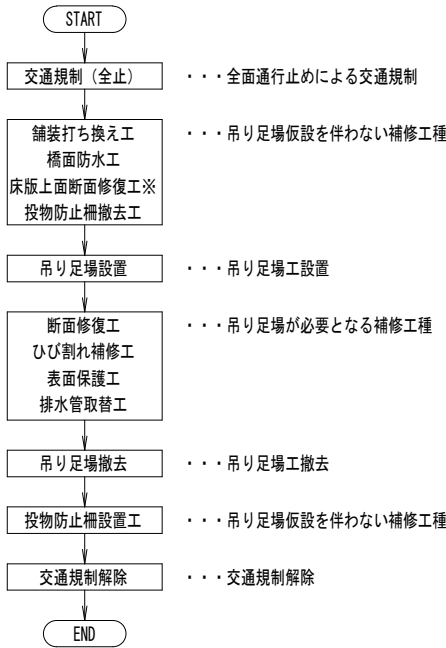 START
交通規制（全止） ・・・全面通行止めによる交通規制
舗装打ち換え工 ・・・吊り足場仮設を伴わない補修工種
橋面防水工
床版上面断面修復工※
投物防止柵撤去工
吊り足場設置 ・・・吊り足場工設置
断面修復工 ・・・吊り足場が必要となる補修工種
ひび割れ補修工
表面保護工
排水管取替工
吊り足場撤去 ・・・吊り足場工撤去
投物防止柵設置工 ・・・吊り足場仮設を伴わない補修工種
交通規制解除 ・・・交通規制解除
END